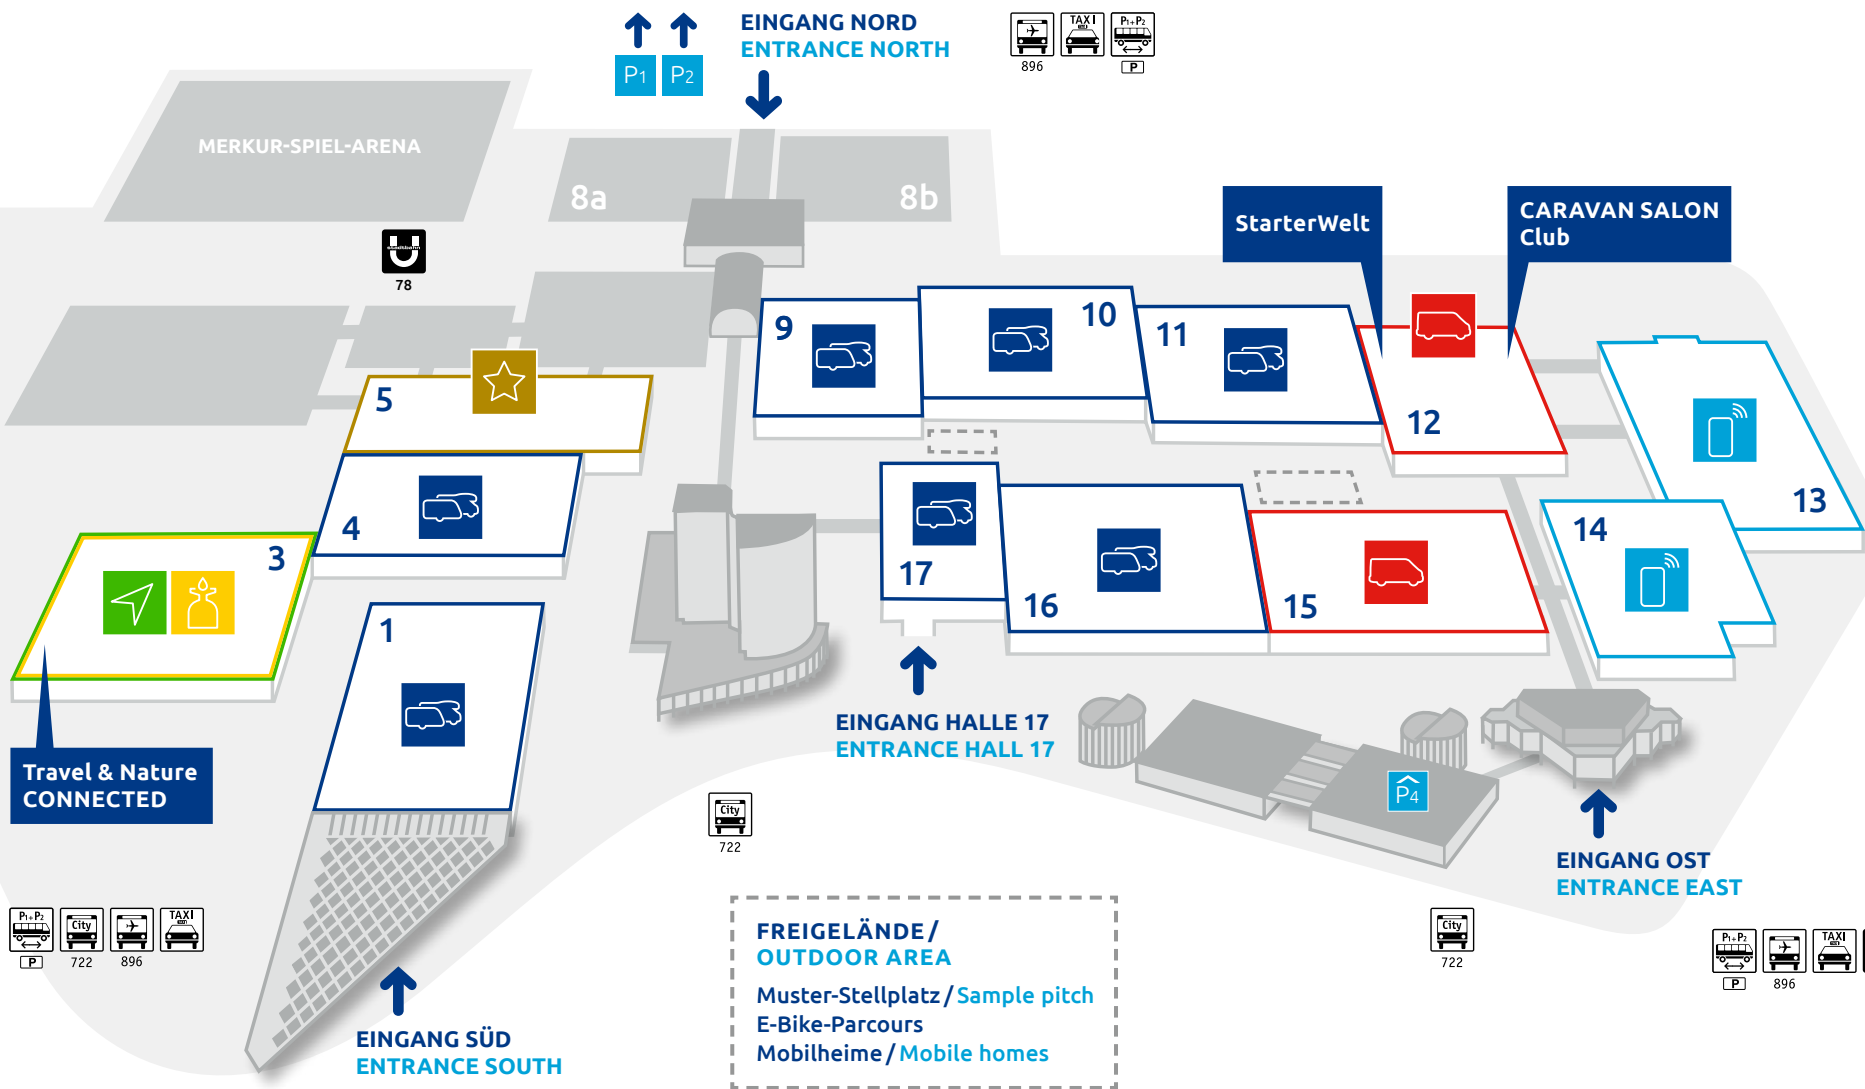 P1
P2
EINGANG NORD
ENTRANCE NORTH
896
TAXI
P1+P2
P
MERKUR-SPIEL-ARENA
8a
8b
78
StarterWelt
CARAVAN SALON
Club
9
10
11
12
5
4
3
13
14
17
16
15
1
Travel & Nature
CONNECTED
EINGANG HALLE 17
ENTRANCE HALL 17
P4
City
722
EINGANG OST
ENTRANCE EAST
P1+P2
P
City
722
896
TAXI
EINGANG SÜD
ENTRANCE SOUTH
FREIGELÄNDE/
OUTDOOR AREA
Muster-Stellplatz/Sample pitch
E-Bike-Parcours
Mobilheime/Mobile homes
City
722
P1+P2
P
896
TAXI